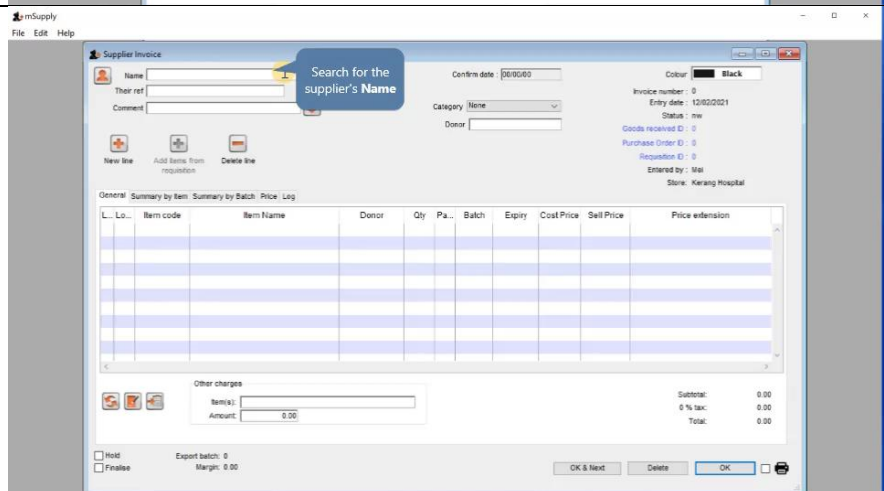 mSupply
File Edit Help
Supplier Invoice
Name
Search for the
supplier's Name
Confirm date : 00/00/00
Colour Black
Their ref
Invoice number : 0
Comment
Category None
Entry date : 12/02/2021
Donor
Status : nw
Goods received ID : 0
Purchase Order ID : 0
Requisition ID : 0
Entered by : Mel
Store: Kerang Hospital
New line
Add items from
requisition
Delete line
General Summary by Item Summary by Batch Price Log
L... Lo... Item code Item Name Donor Qty Pa... Batch Expiry Cost Price Sell Price Price extension
Other charges
Item(s):
Amount: 0.00
Subtotal: 0.00
0 % tax: 0.00
Total: 0.00
Hold
Finalise
Export batch: 0
Margin: 0.00
OK & Next Delete OK